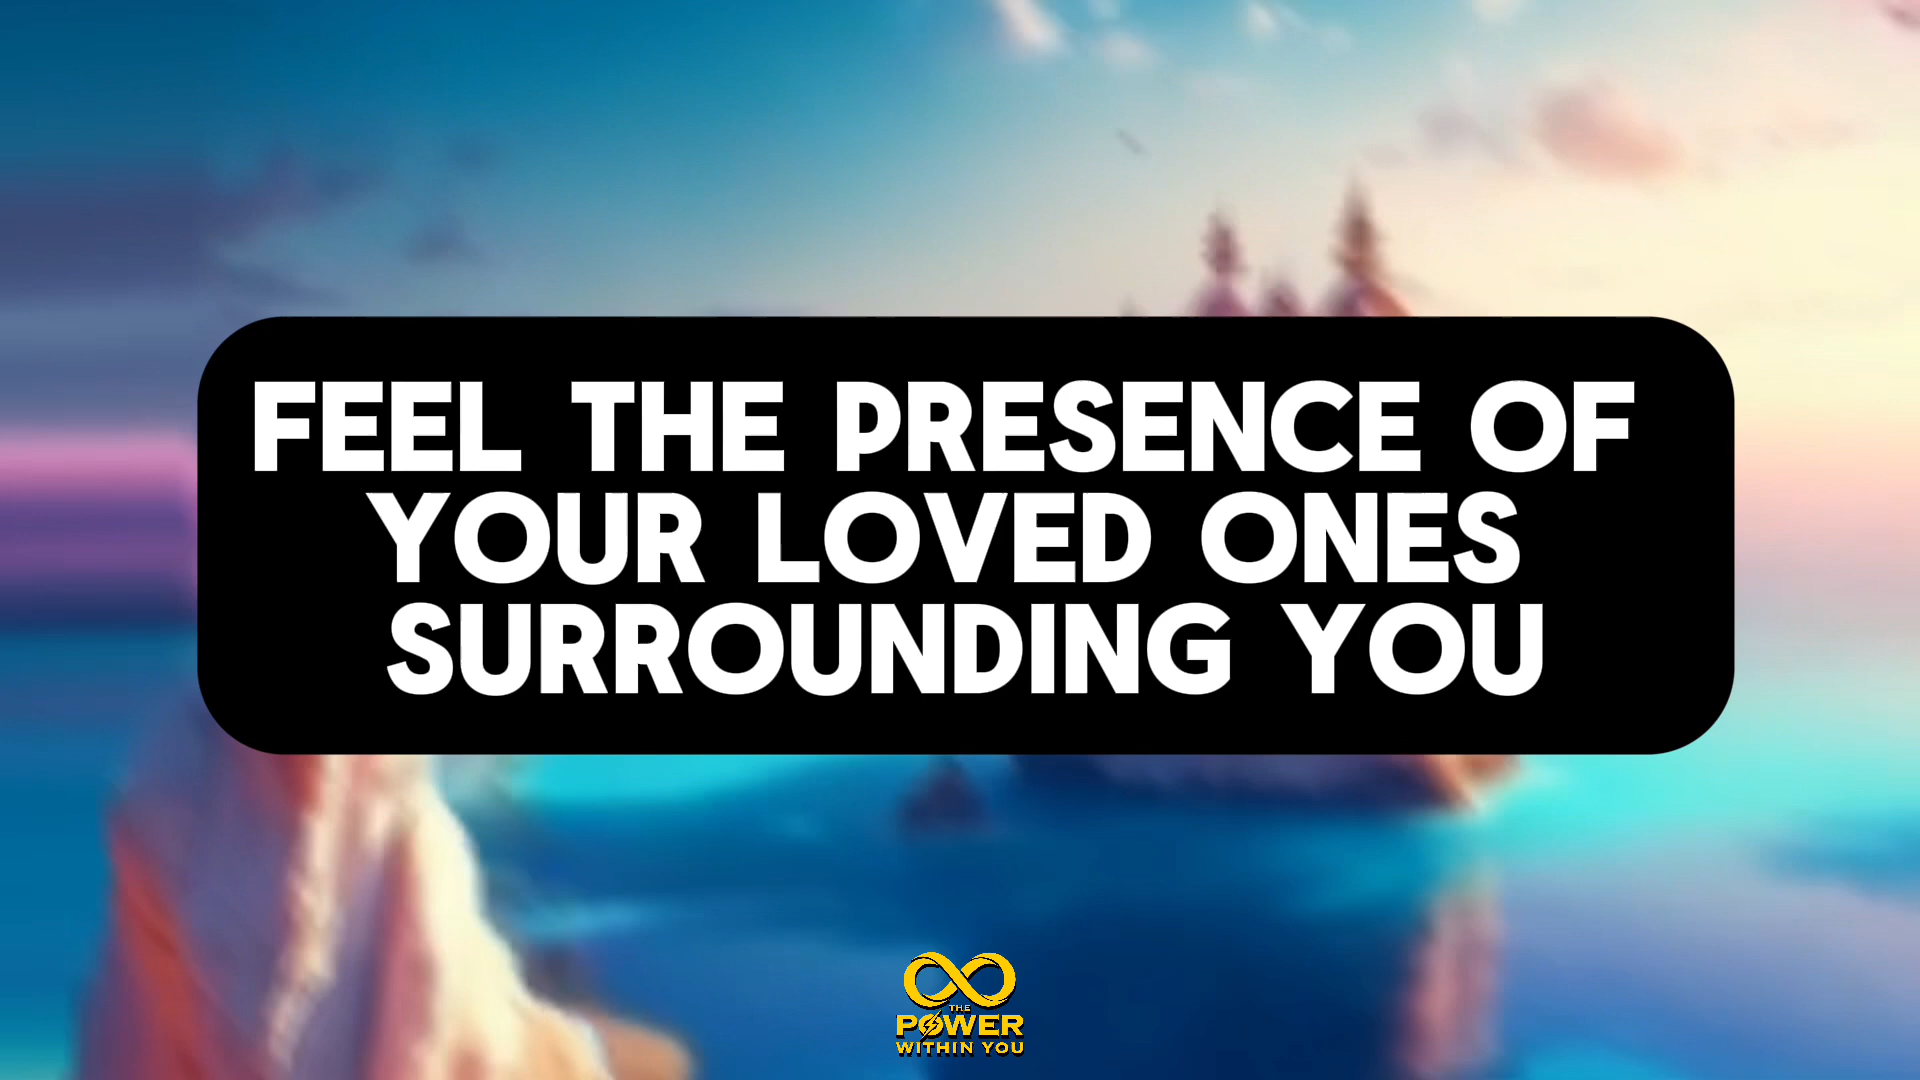 FEEL THE PRESENCE OF
YOUR LOVED ONES
SURROUNDING YOU
THE
POWER
WITHIN YOU